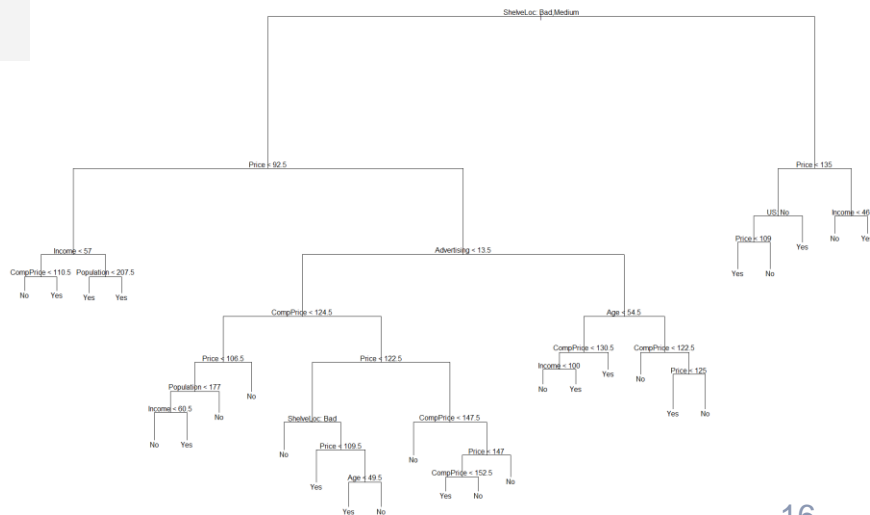 ShelveLoc: Bad,Medium
Price < 92.5
Price < 135
Income < 57
Advertising < 13.5
US: No
Income < 46
CompPrice < 110.5
Population < 207.5
Price < 109
Yes
No
Ye
No
Yes
Yes
Yes
Yes
No
CompPrice < 124.5
Age < 54.5
Price < 106.5
Price < 122.5
CompPrice < 130.5
CompPrice < 122.5
Population < 177
No
Income < 100
Yes
No
Price < 125
Income < 60.5
No
ShelveLoc: Bad
CompPrice < 147.5
No
Yes
Yes
No
No
Yes
No
Price < 109.5
No
Price < 147
Yes
Age < 49.5
CompPrice < 152.5
No
Yes
No
Yes
No
16